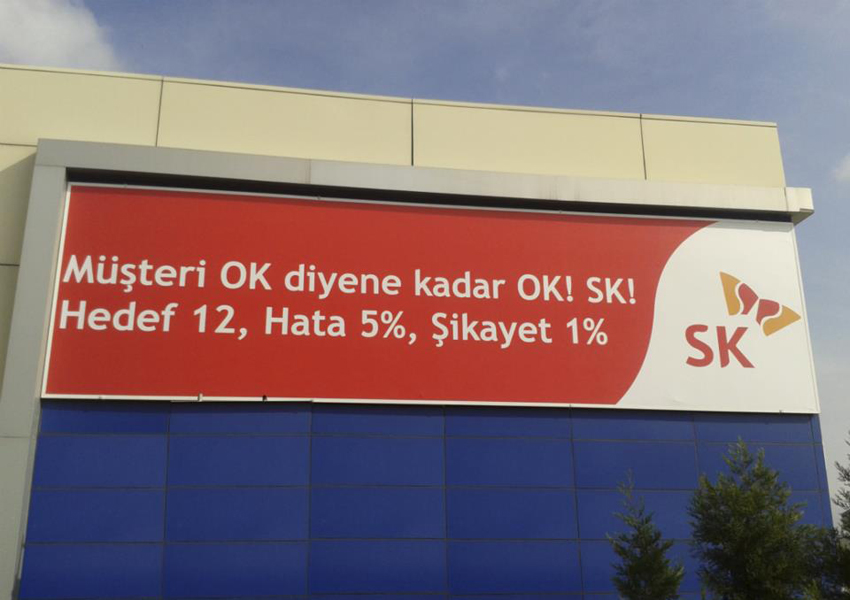 Müşteri OK diyene kadar OK! SK!
Hedef 12, Hata 5%, Şikayet 1%
SK